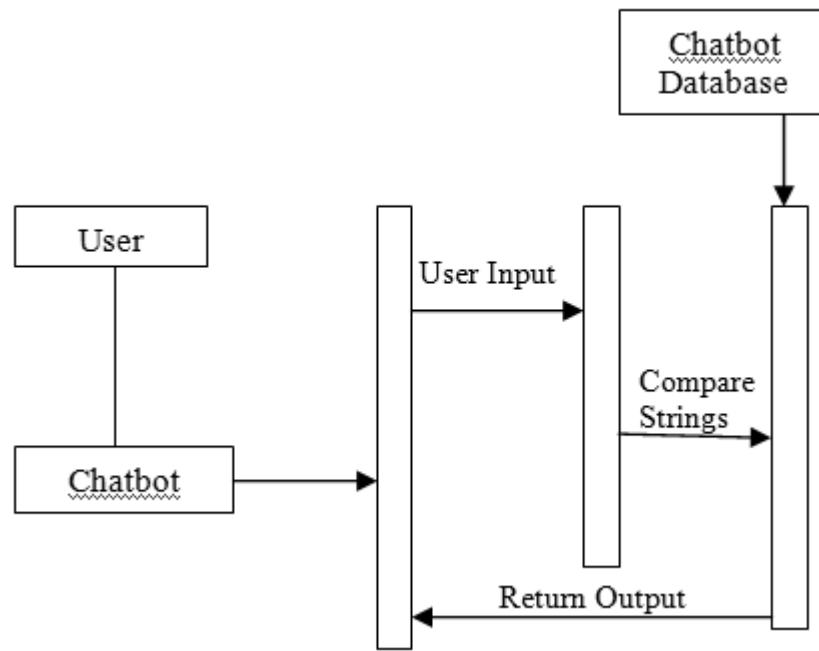 Chatbot
Database
User
User Input
Compare
Strings
Chatbot
Return Output